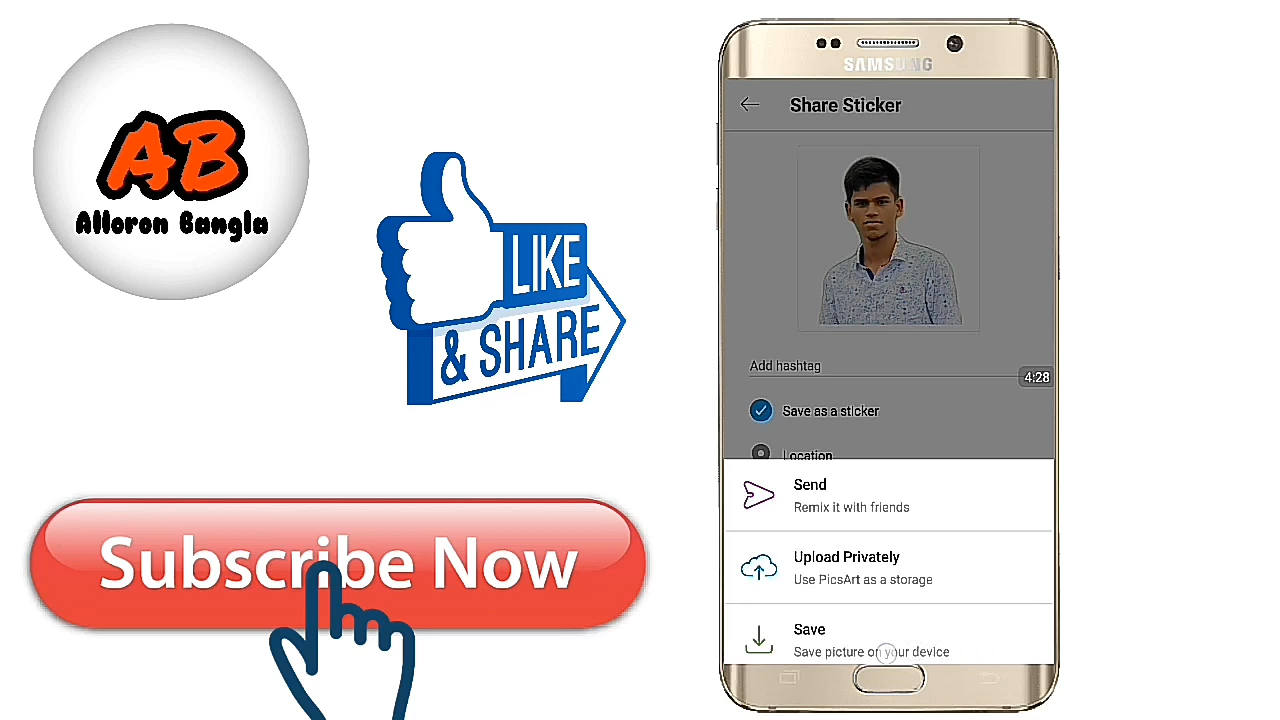 AB
Alloron Bangla
LIKE
& SHARE
Subscribe Now
SAMSUNG
Share Sticker
Add hashtag
4:28
Save as a sticker
Location
Send
Remix it with friends
Upload Privately
Use PicsArt as a storage
Save
Save picture on your device